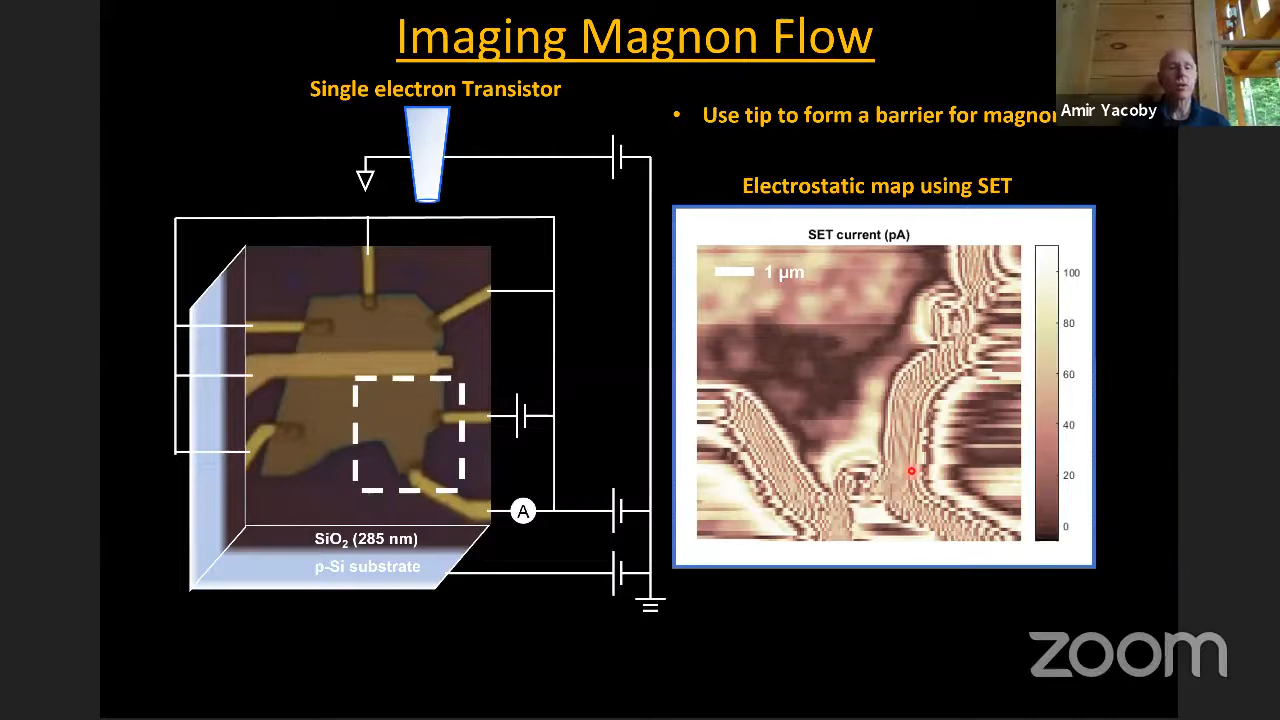 Imaging Magnon Flow
Single electron Transistor
Amir Yacoby
• Use tip to form a barrier for
Electrostatic map using SET
SET current (pA)
1 μm
100
80
60
40
20
0
A
SiO₂ (285 nm)
p-Si substrate
zoom